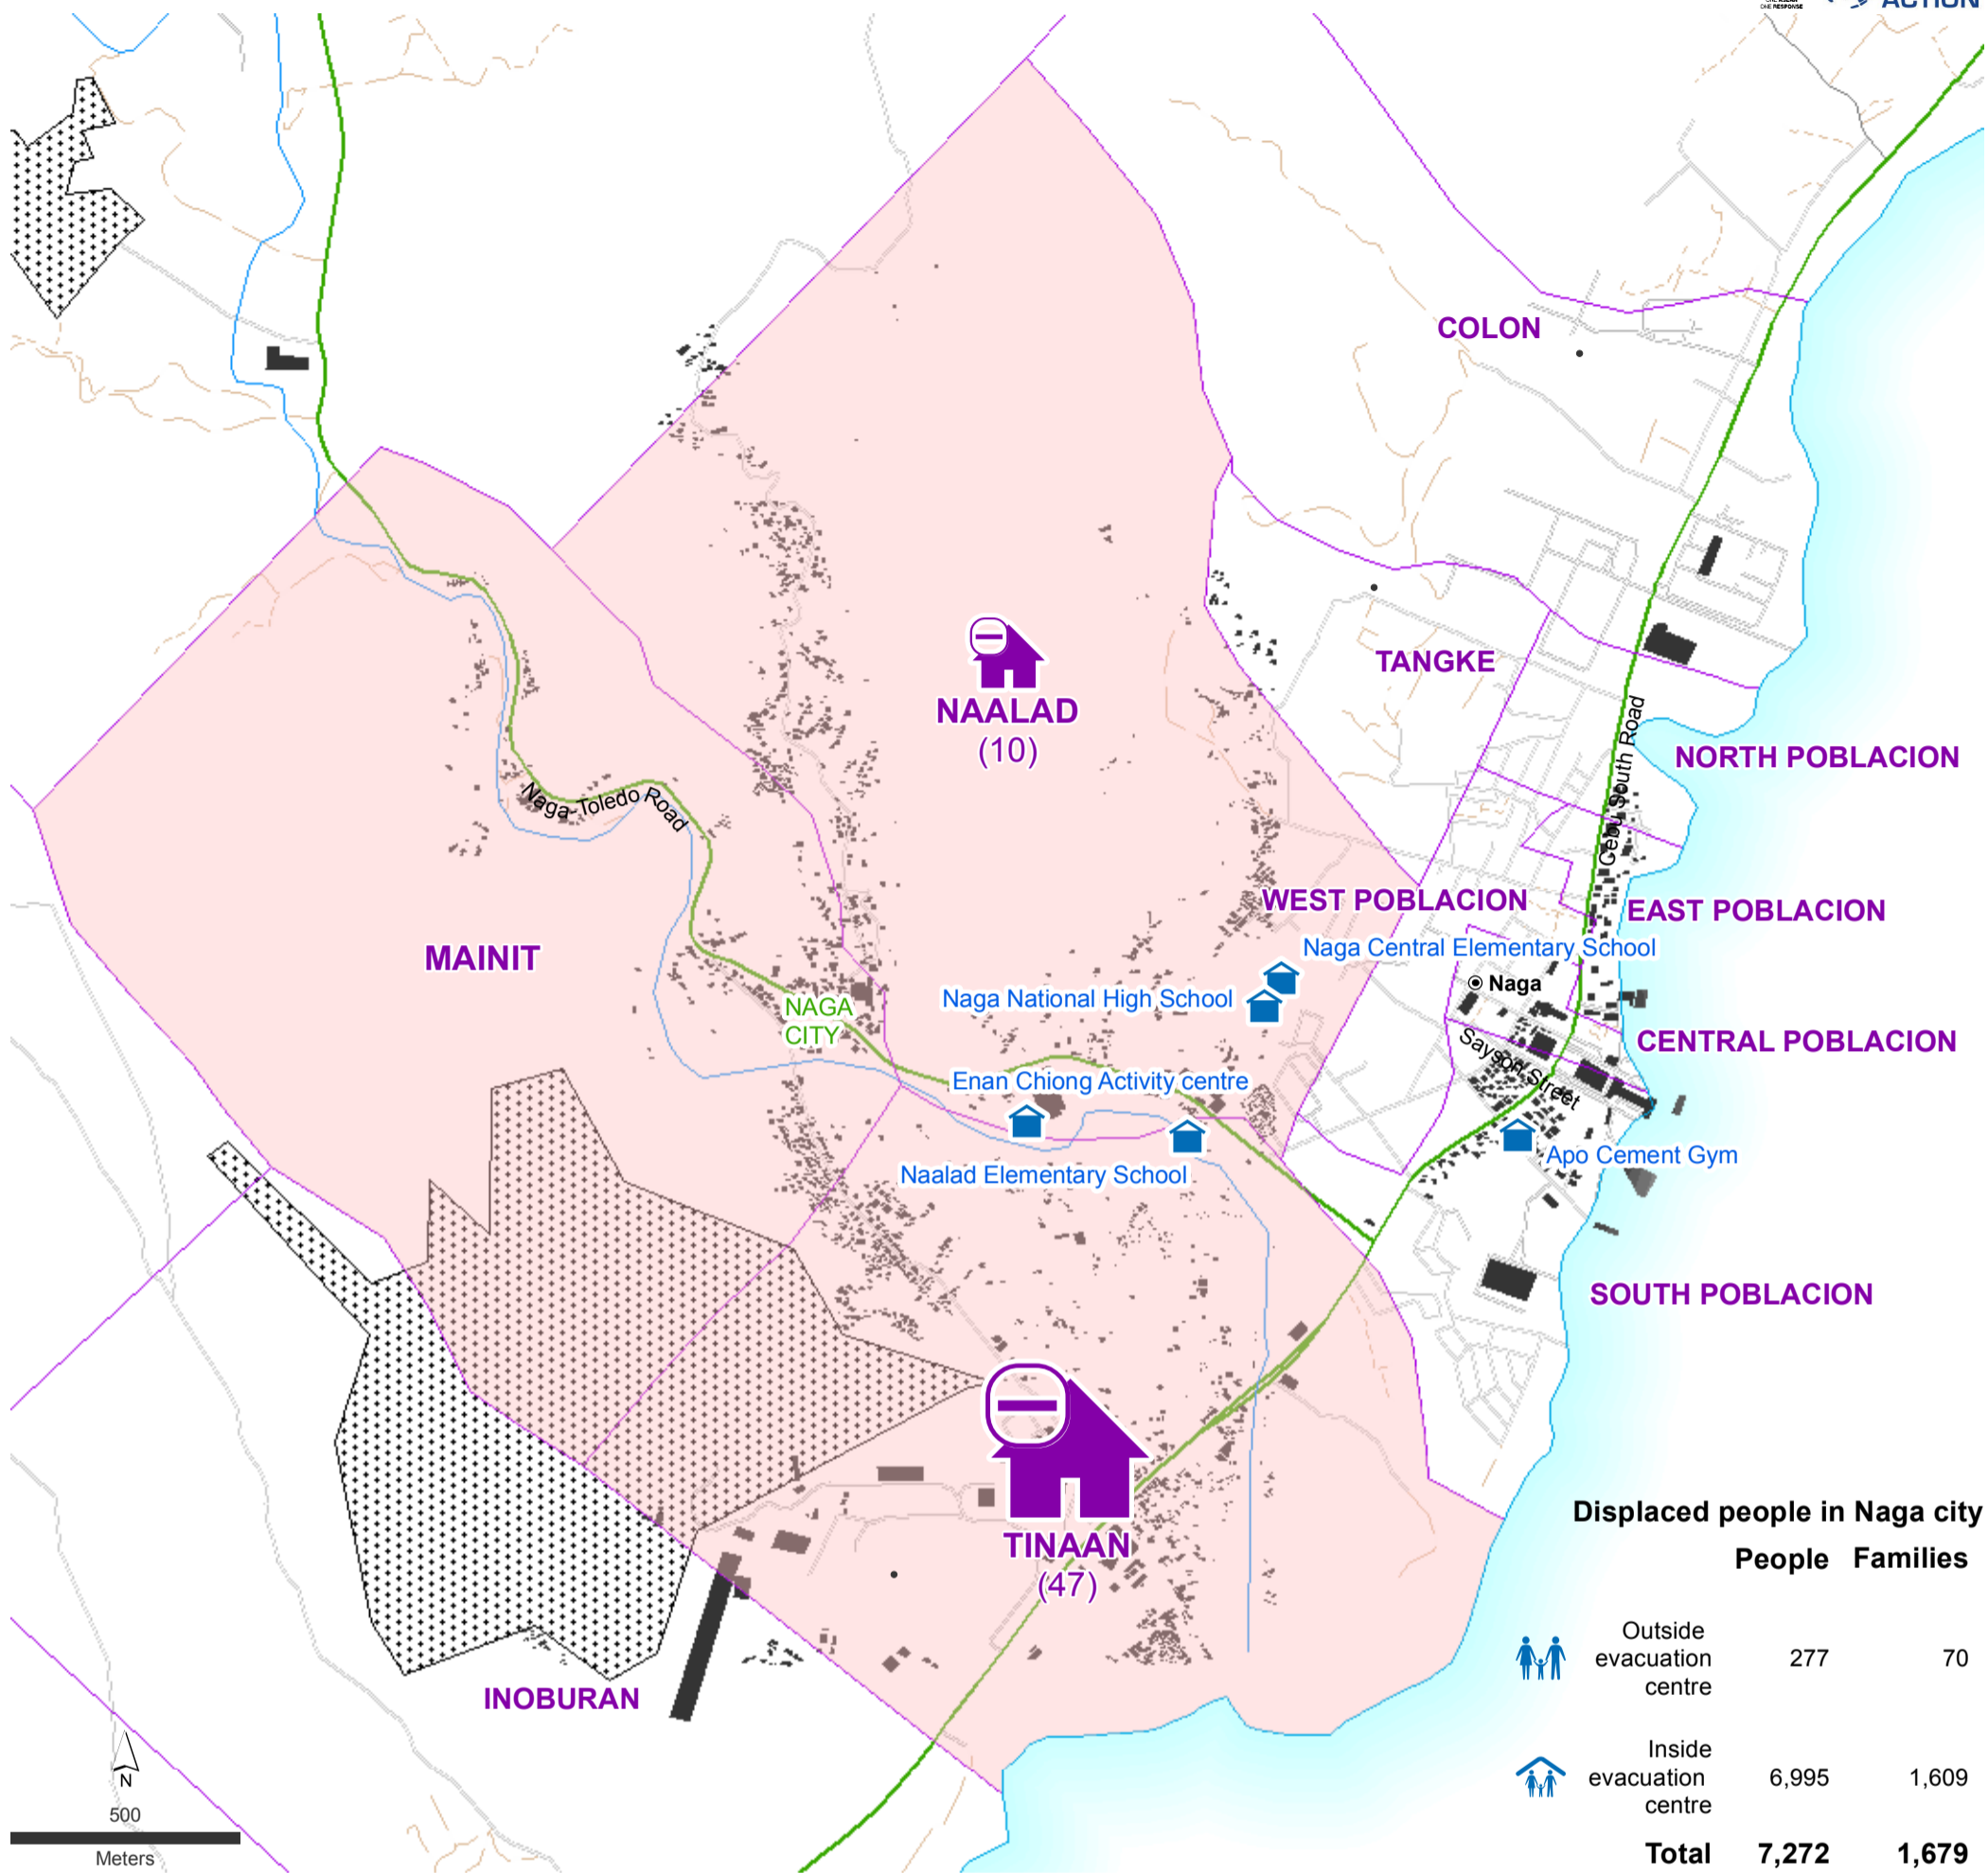 ONE RESPONSE
ACTION
COLON
TANGKE
NAALAD
(10)
Cebu South Road
NORTH POBLACION
Naga-Toledo Road
WEST POBLACION
EAST POBLACION
Naga Central Elementary School
MAINIT
Naga National High School
Naga
NAGA
CITY
CENTRAL POBLACION
Sayson Street
Enan Chiong Activity centre
Apo Cement Gym
Naalad Elementary School
SOUTH POBLACION
TINAAN
(47)
INOBURAN
N
500
Meters
Displaced people in Naga city
People Families
Outside
evacuation 277 70
centre
Inside
evacuation 6,995 1,609
centre
Total 7,272 1,679